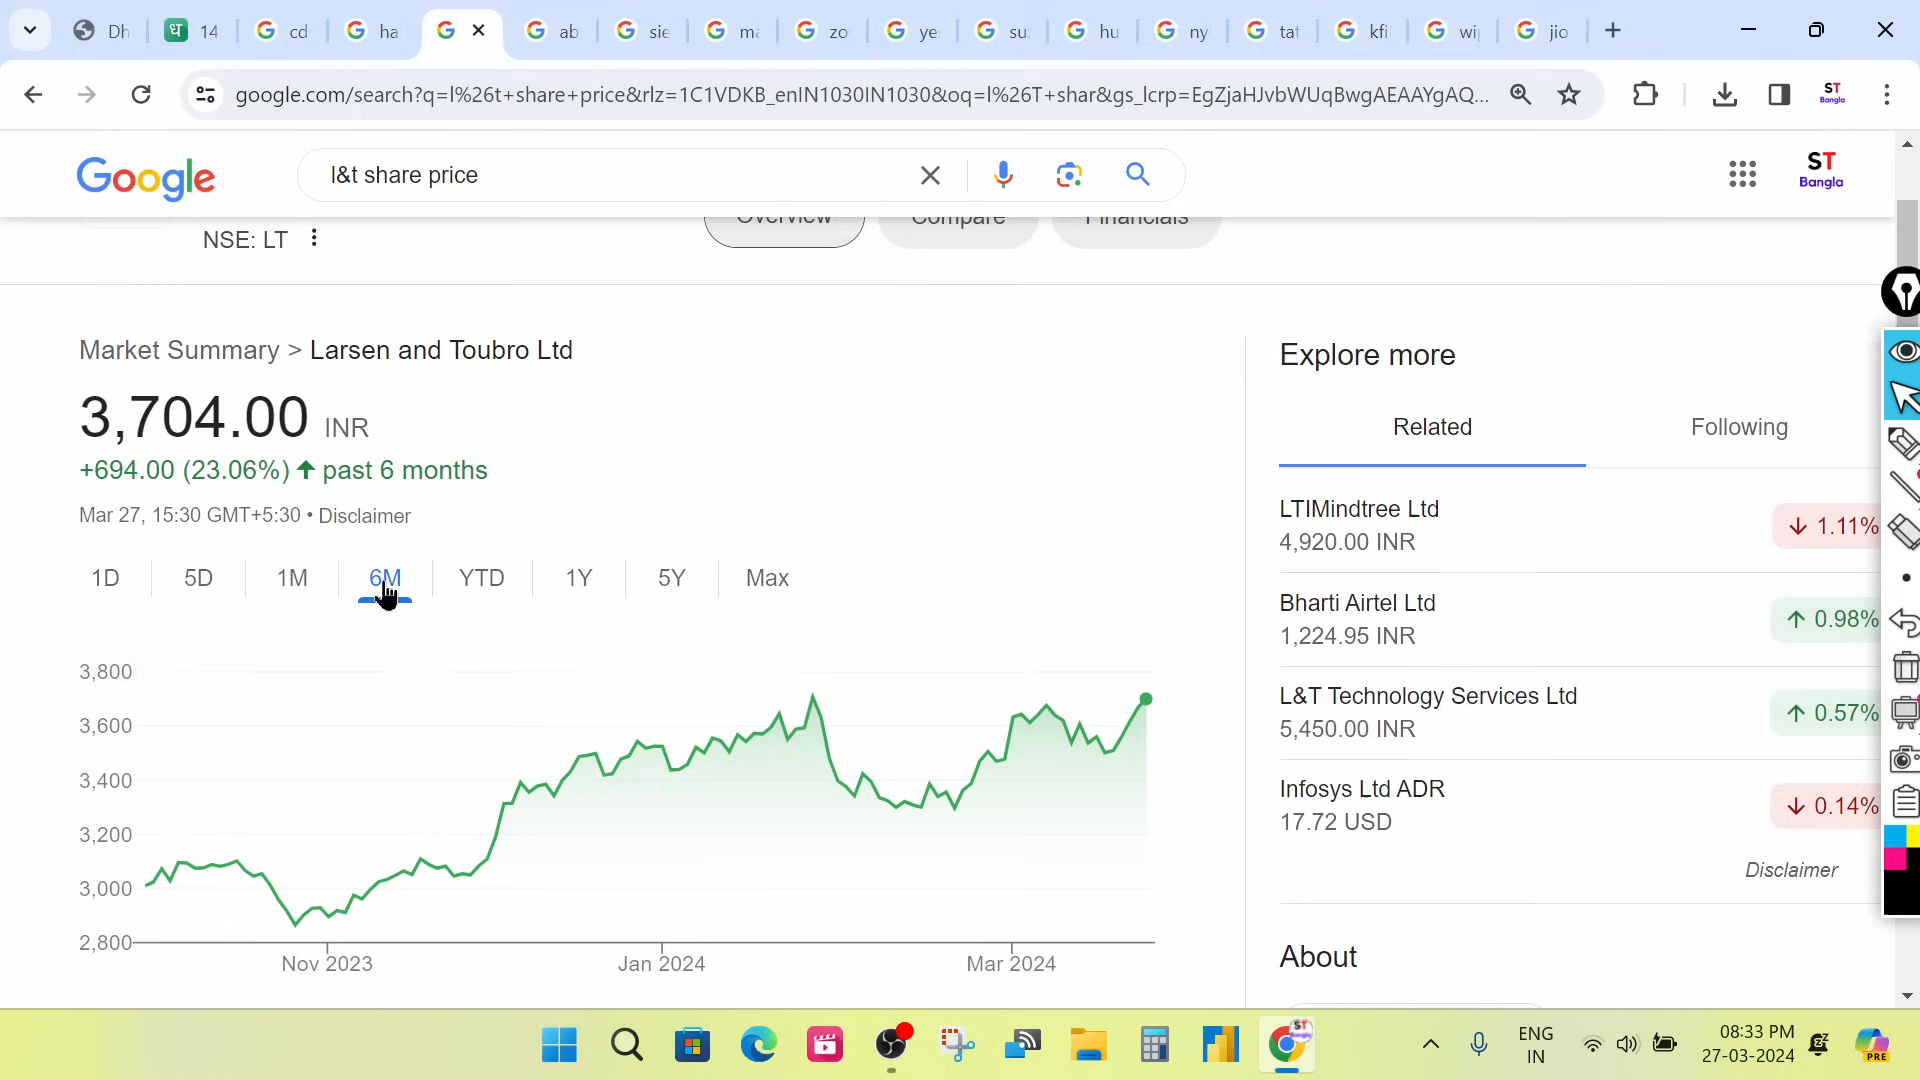 Dh
ध 14
cd
ha
ab
sie
ma
zo
ye
su
hu
ny
tat
kfi
wi
jio
google.com/search?q=l%26t+share+price&rlz=1C1VDKB_enIN1030IN1030&oq=l%26T+shar&gs_lcrp=EgZjaHJvbWUqBwgAEAAYgAQ...
ST
Bangla
Google
l&t share price
ST
Bangla
NSE: LT
Overview
Compare
Financials
Market Summary > Larsen and Toubro Ltd
3,704.00 INR
+694.00 (23.06%) ↑ past 6 months
Mar 27, 15:30 GMT+5:30 • Disclaimer
1D
5D
1M
6M
YTD
1Y
5Y
Max
3,800
3,600
3,400
3,200
3,000
2,800
Nov 2023
Jan 2024
Mar 2024
Explore more
Related
Following
LTIMindtree Ltd
4,920.00 INR
↓ 1.11%
Bharti Airtel Ltd
1,224.95 INR
↑ 0.98%
L&T Technology Services Ltd
5,450.00 INR
↑ 0.57%
Infosys Ltd ADR
17.72 USD
↓ 0.14%
Disclaimer
About
ST
Bangla
ENG
IN
08:33 PM
27-03-2024
PRE